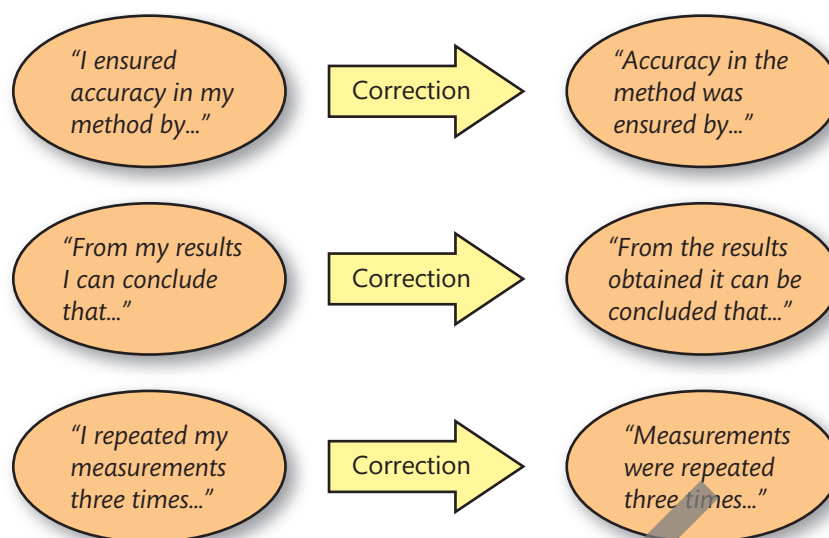 “I ensured
accuracy in my
method by...”
Correction
“Accuracy in the
method was
ensured by...”
“From my results
I can conclude
that...”
Correction
“From the results
obtained it can be
concluded that...”
“I repeated my
measurements
three times...”
Correction
“Measurements
were repeated
three times...”